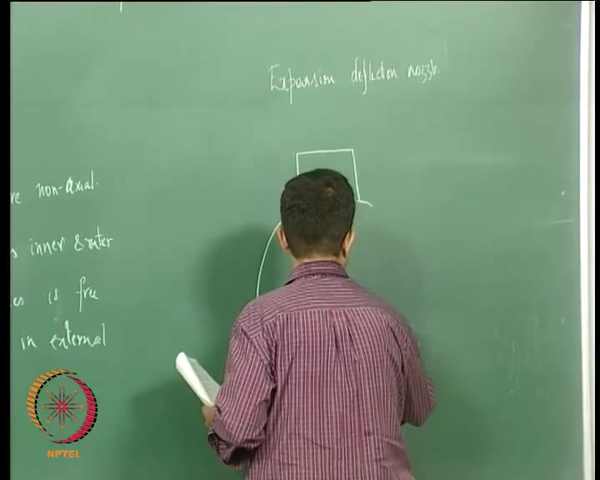 Expansion deflection nozzle
re non-axial.
s inner & outer
es is free
in external
NPTEL